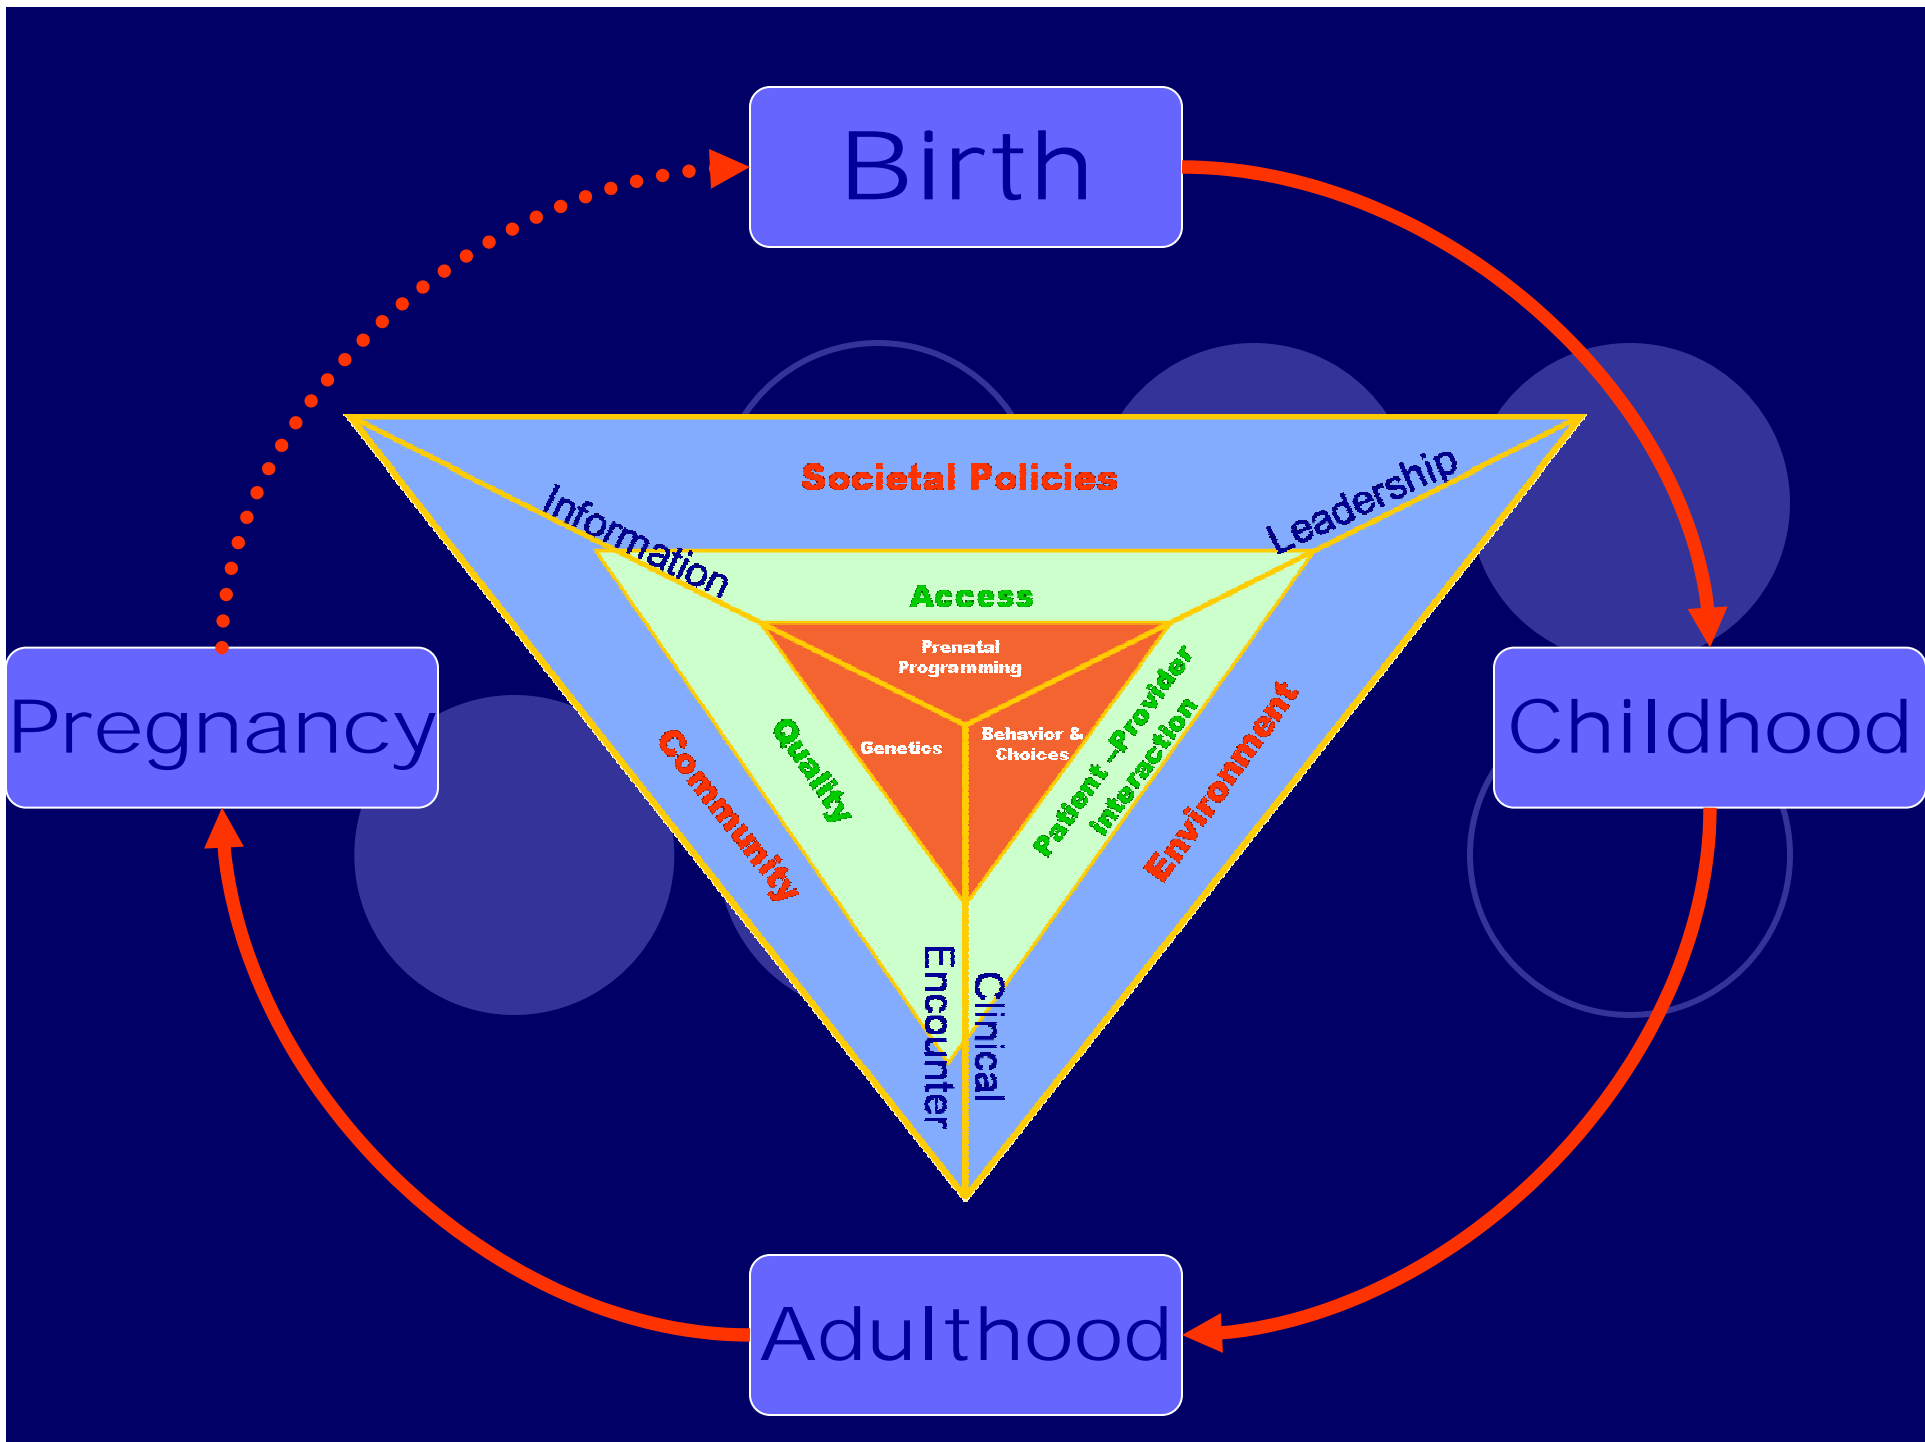 Birth
Societal Policies
Information
Leadership
Access
Prenatal
Programming
Pregnancy
Childhood
Community
Quality
Genetics
Behavior &
Choices
Patient –Provider
interaction
Environment
Clinical
Encounter
Adulthood